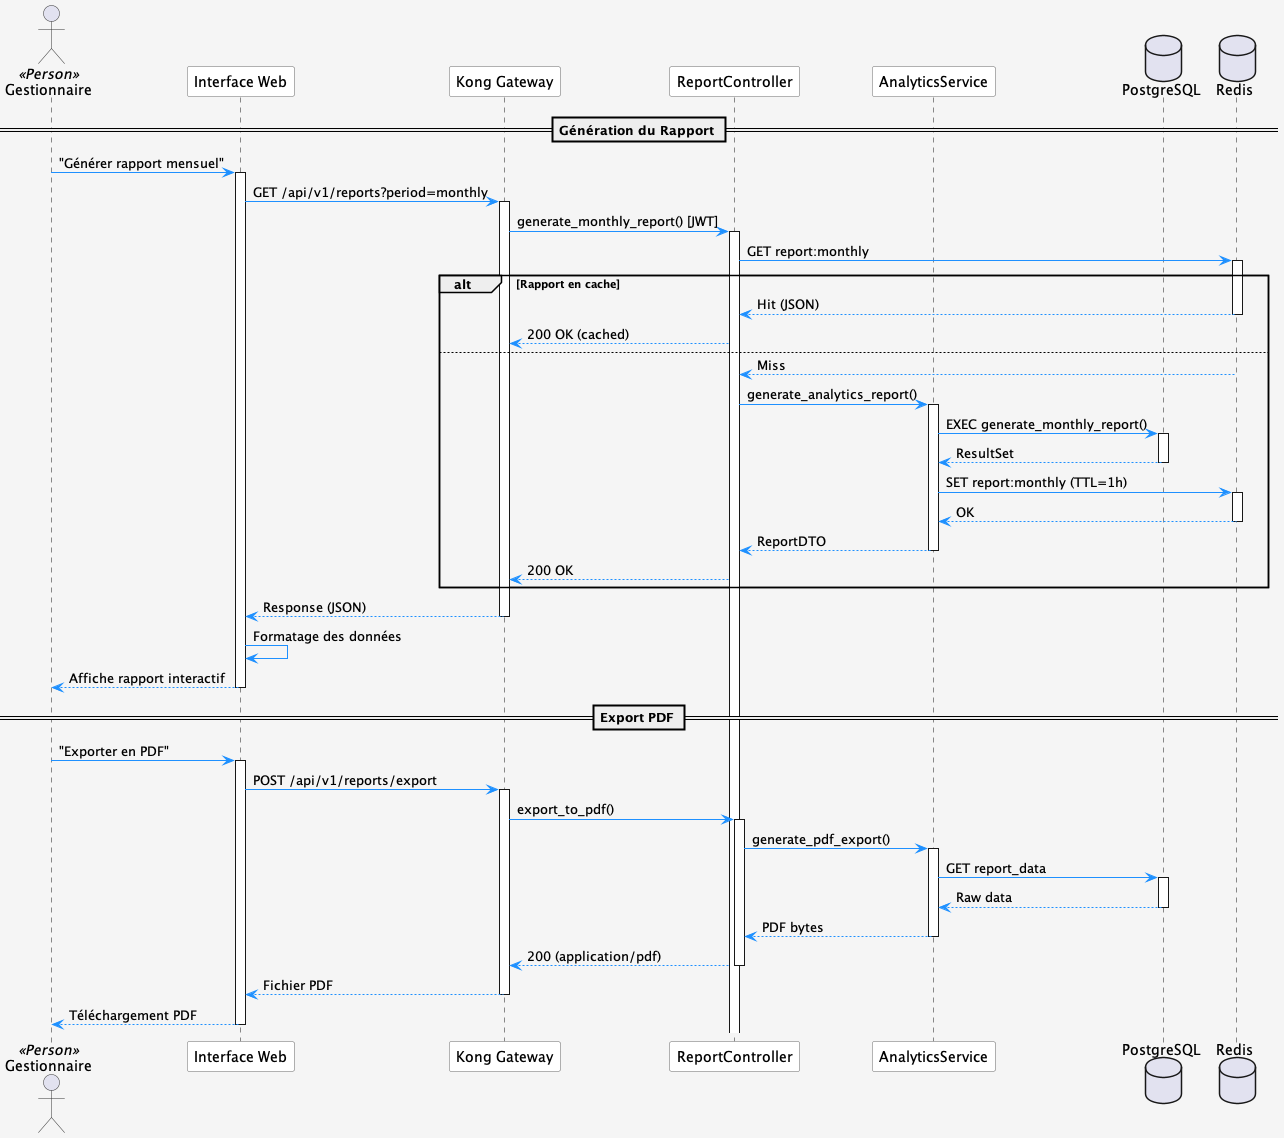 «Person»
Gestionnaire
Interface Web
Kong Gateway
ReportController
AnalyticsService
PostgreSQL
Redis
Génération du Rapport
"Générer rapport mensuel"
GET /api/v1/reports?period=monthly
generate_monthly_report() [JWT]
GET report:monthly
alt
[Rapport en cache]
Hit (JSON)
200 OK (cached)
Miss
generate_analytics_report()
EXEC generate_monthly_report()
ResultSet
SET report:monthly (TTL=1h)
OK
ReportDTO
200 OK
Response (JSON)
Formatage des données
Affiche rapport interactif
Export PDF
"Exporter en PDF"
POST /api/v1/reports/export
export_to_pdf()
generate_pdf_export()
GET report_data
Raw data
PDF bytes
200 (application/pdf)
Fichier PDF
Téléchargement PDF
«Person»
Gestionnaire
Interface Web
Kong Gateway
ReportController
AnalyticsService
PostgreSQL
Redis